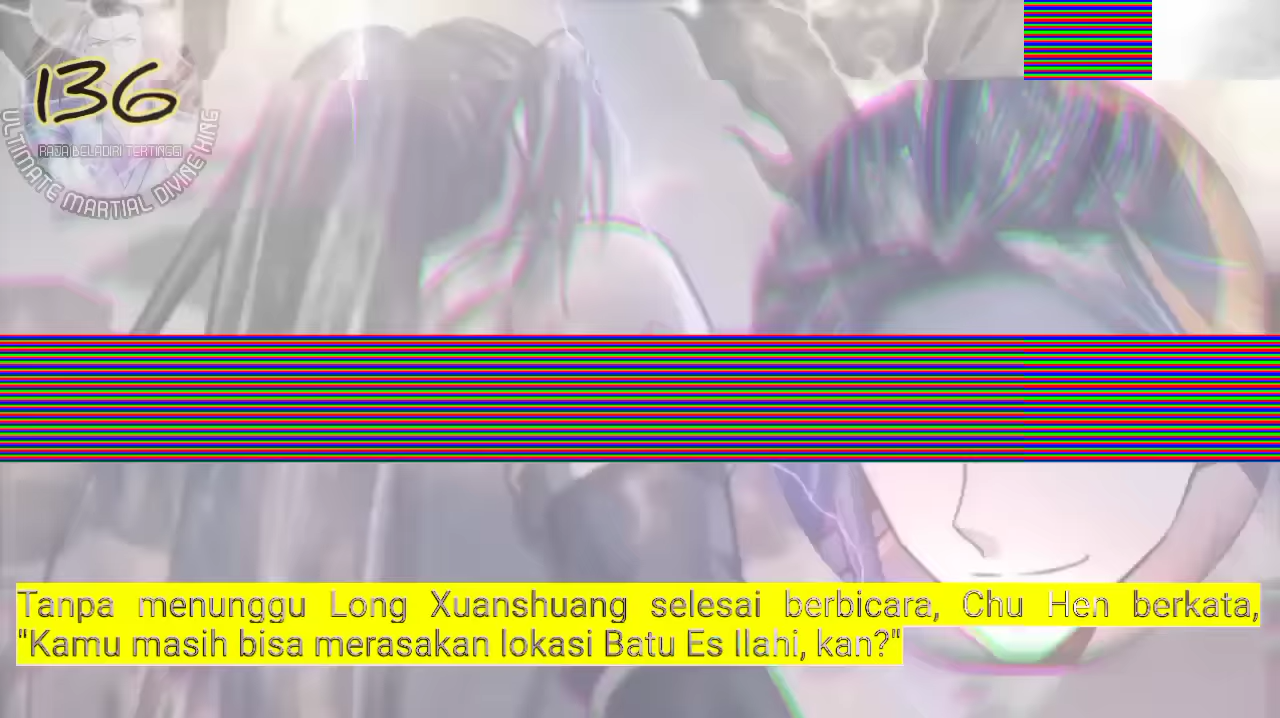 136
RAJA BELADIRI TERTINGGI
ULTIMATE MARTIAL DIVINE KING
Tanpa menunggu Long Xuanshuang selesai berbicara, Chu Hen berkata,
"Kamu masih bisa merasakan lokasi Batu Es Ilahi, kan?"